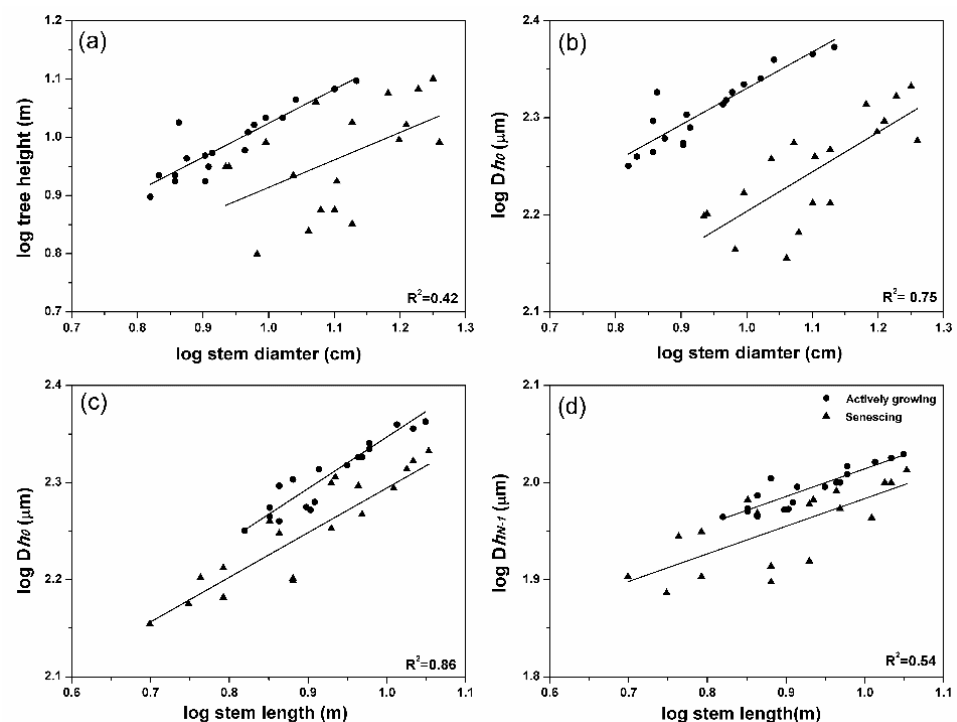 (a)
log tree height (m)
1.2
1.1
1.0
0.9
0.8
0.7
R²=0.42
0.7 0.8 0.9 1.0 1.1 1.2 1.3
log stem diamter (cm)
(b)
log Dh0 (μm)
2.4
2.3
2.2
2.1
R²= 0.75
0.7 0.8 0.9 1.0 1.1 1.2 1.3
log stem diamter (cm)
(c)
log Dh0 (μm)
2.4
2.3
2.2
2.1
R²=0.86
0.6 0.7 0.8 0.9 1.0 1.1
log stem length (m)
(d)
log DhN-1 (μm)
2.1
2.0
1.9
1.8
Actively growing
Senescing
R²=0.54
0.6 0.7 0.8 0.9 1.0 1.1
log stem length(m)